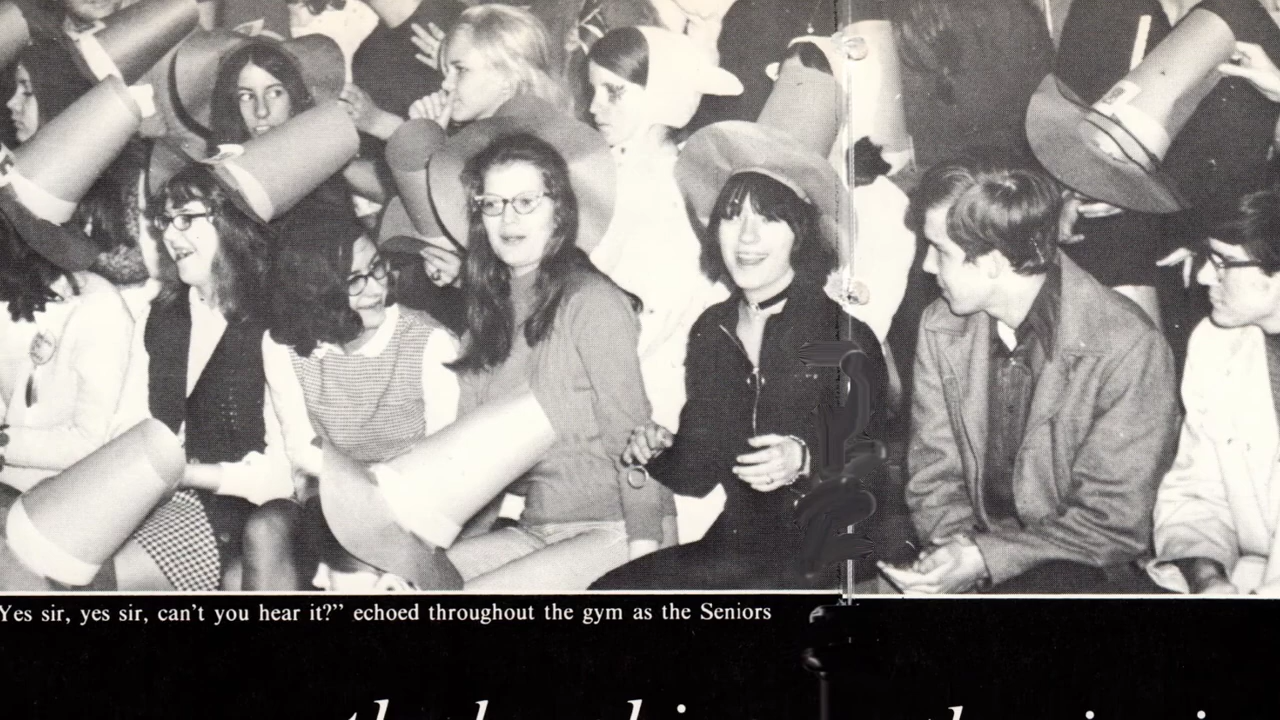 Yes sir, yes sir, can't you hear it?" echoed throughout the gym as the Seniors